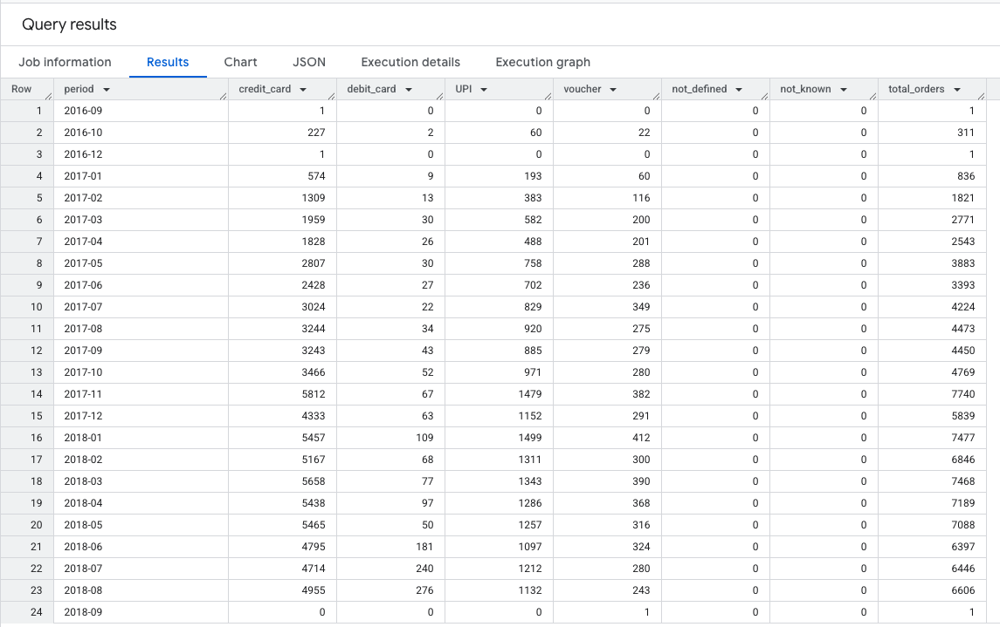 Query results
Job information Results Chart JSON Execution details Execution graph
Row period credit_card debit_card UPI voucher not_defined not_known total_orders
1 2016-09 1 0 0 0 0 0 1
2 2016-10 227 2 60 22 0 0 311
3 2016-12 1 0 0 0 0 0 1
4 2017-01 574 9 193 60 0 0 836
5 2017-02 1309 13 383 116 0 0 1821
6 2017-03 1959 30 582 200 0 0 2771
7 2017-04 1828 26 488 201 0 0 2543
8 2017-05 2807 30 758 288 0 0 3883
9 2017-06 2428 27 702 236 0 0 3393
10 2017-07 3024 22 829 349 0 0 4224
11 2017-08 3244 34 920 275 0 0 4473
12 2017-09 3243 43 885 279 0 0 4450
13 2017-10 3466 52 971 280 0 0 4769
14 2017-11 5812 67 1479 382 0 0 7740
15 2017-12 4333 63 1152 291 0 0 5839
16 2018-01 5457 109 1499 412 0 0 7477
17 2018-02 5167 68 1311 300 0 0 6846
18 2018-03 5658 77 1343 390 0 0 7468
19 2018-04 5438 97 1286 368 0 0 7189
20 2018-05 5465 50 1257 316 0 0 7088
21 2018-06 4795 181 1097 324 0 0 6397
22 2018-07 4714 240 1212 280 0 0 6446
23 2018-08 4955 276 1132 243 0 0 6606
24 2018-09 0 0 0 1 0 0 1